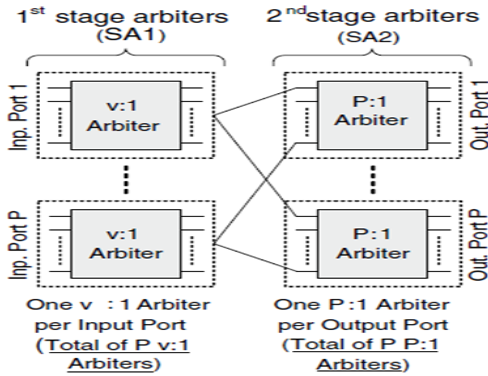 1st stage arbiters
(SA1)
2nd stage arbiters
(SA2)
Inp. Port 1
v:1
Arbiter
P:1
Arbiter
Out. Port 1
Inp. Port P
v:1
Arbiter
P:1
Arbiter
Out. Port P
One v :1 Arbiter
per Input Port
(Total of P v:1
Arbiters)
One P:1 Arbiter
per Output Port
(Total of P P:1
Arbiters)